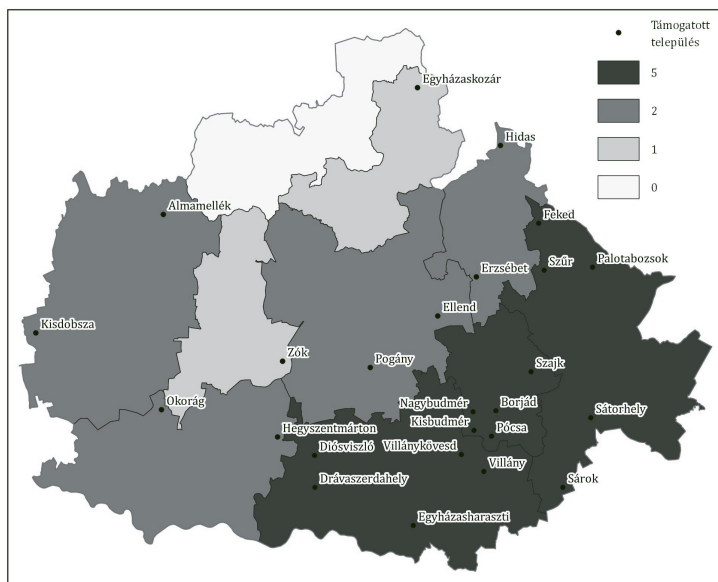 Támogatott
település
5
2
1
0
Egyházaskozár
Hidas
Almamellék
Feked
Szűr
Palotabozsok
Erzsébet
Ellend
Kisdobsza
Zók
Pogány
Szajk
Okorág
Nagybudmér
Borjád
Sátorhely
Kisbudmér
Hegyszentmárton
Pócsa
Diósviszló
Villánykövesd
Villány
Drávaszerdahely
Sárok
Egyházasharaszti